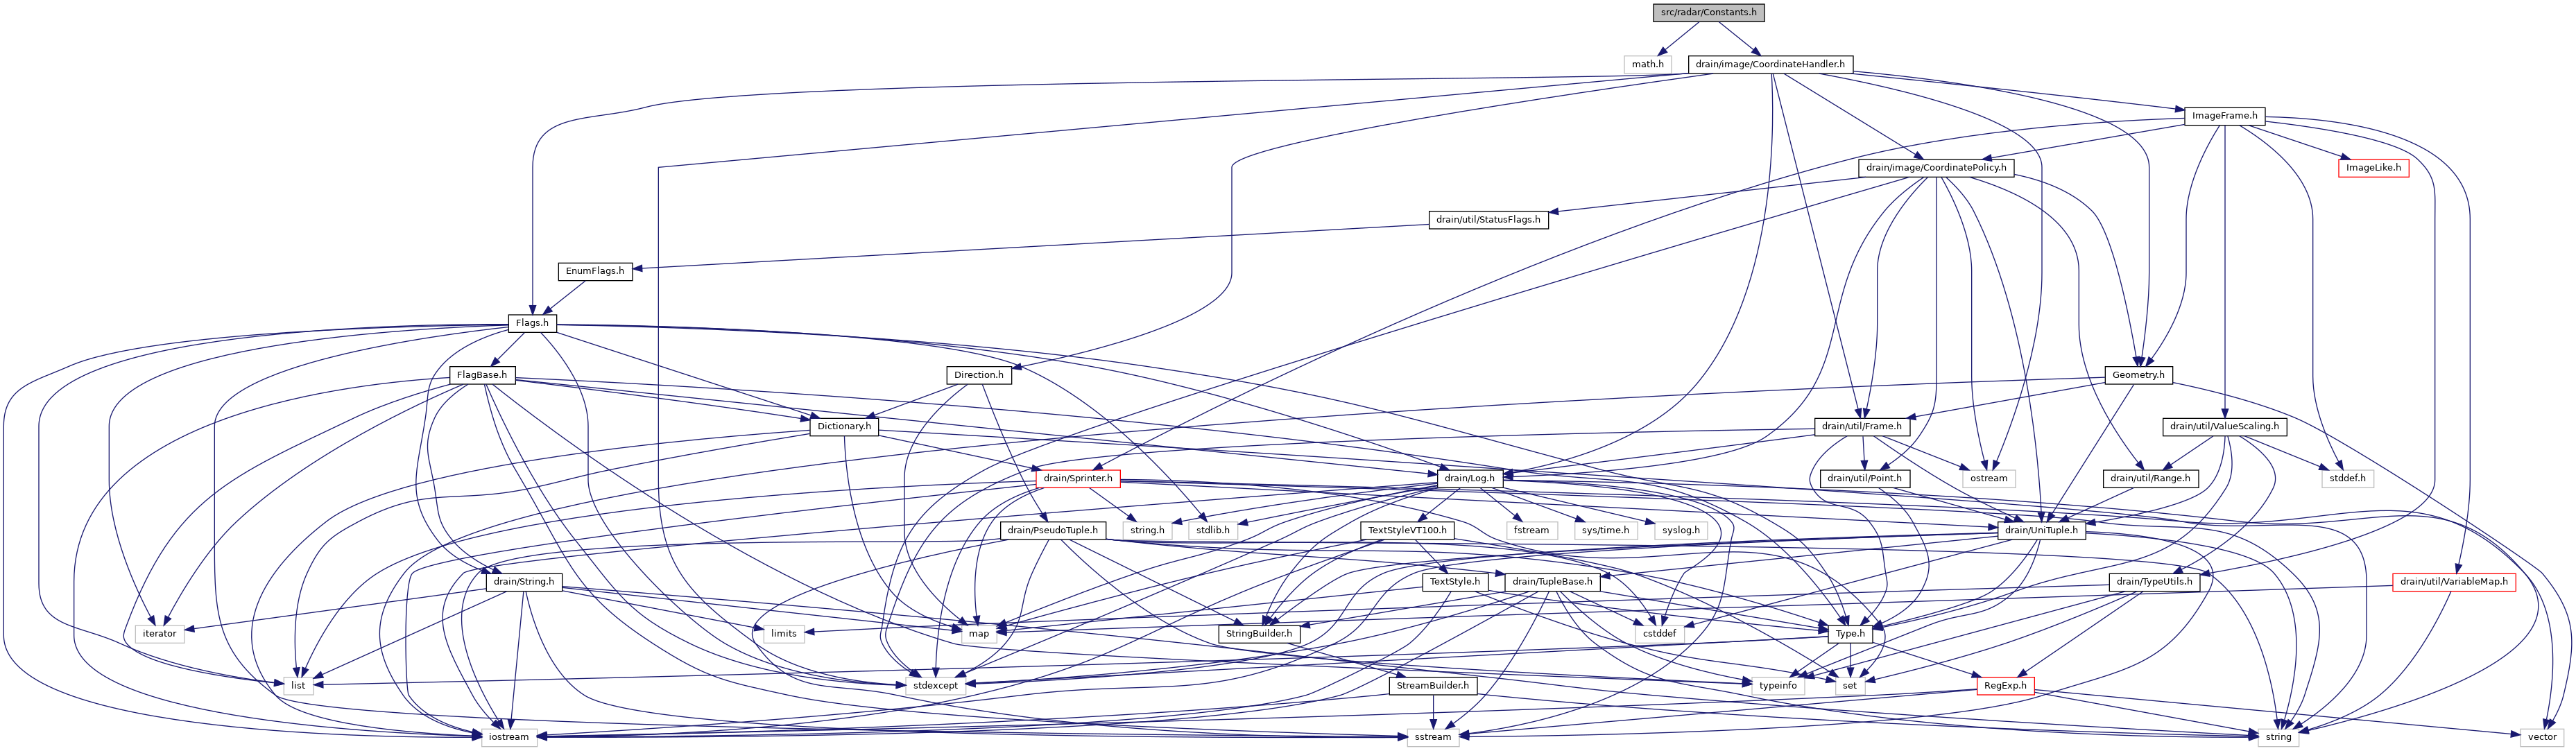 src/radar/Constants.h
math.h
drain/image/CoordinateHandler.h
ImageFrame.h
drain/image/CoordinatePolicy.h
ImageLike.h
drain/util/StatusFlags.h
EnumFlags.h
Flags.h
FlagBase.h
Direction.h
Geometry.h
Dictionary.h
drain/util/Frame.h
drain/util/ValueScaling.h
drain/Sprinter.h
drain/Log.h
drain/util/Point.h
ostream
drain/util/Range.h
stddef.h
string.h
stdlib.h
drain/PseudoTuple.h
TextStyleVT100.h
fstream
sys/time.h
syslog.h
drain/UniTuple.h
drain/String.h
TextStyle.h
drain/TupleBase.h
drain/TypeUtils.h
drain/util/VariableMap.h
iterator
limits
map
StringBuilder.h
cstddef
Type.h
list
stdexcept
StreamBuilder.h
typeinfo
set
RegExp.h
iostream
sstream
string
vector